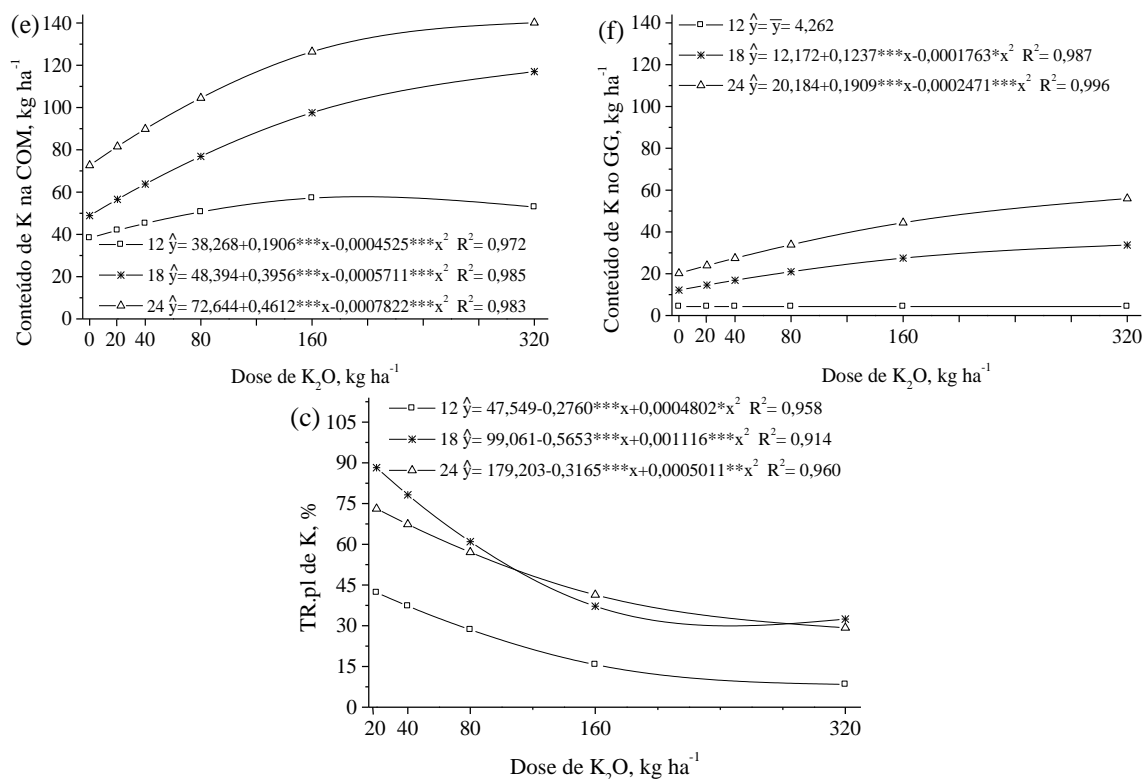 (e)
Conteúdo de K na COM, kg ha⁻¹
140
120
100
80
60
40
20
0
12 ŷ= 38,268+0,1906***x-0,0004525***x² R²= 0,972
18 ŷ= 48,394+0,3956***x-0,0005711***x² R²= 0,985
24 ŷ= 72,644+0,4612***x-0,0007822***x² R²= 0,983
0 20 40 80 160 320
Dose de K₂O, kg ha⁻¹
(f)
Conteúdo de K no GG, kg ha⁻¹
140
120
100
80
60
40
20
0
12 ŷ= y̅= 4,262
18 ŷ= 12,172+0,1237***x-0,0001763*x² R²= 0,987
24 ŷ= 20,184+0,1909***x-0,0002471***x² R²= 0,996
0 20 40 80 160 320
Dose de K₂O, kg ha⁻¹
(c)
TR.pl de K, %
105
90
75
60
45
30
15
0
12 ŷ= 47,549-0,2760***x+0,0004802*x² R²= 0,958
18 ŷ= 99,061-0,5653***x+0,001116***x² R²= 0,914
24 ŷ= 179,203-0,3165***x+0,0005011**x² R²= 0,960
20 40 80 160 320
Dose de K₂O, kg ha⁻¹